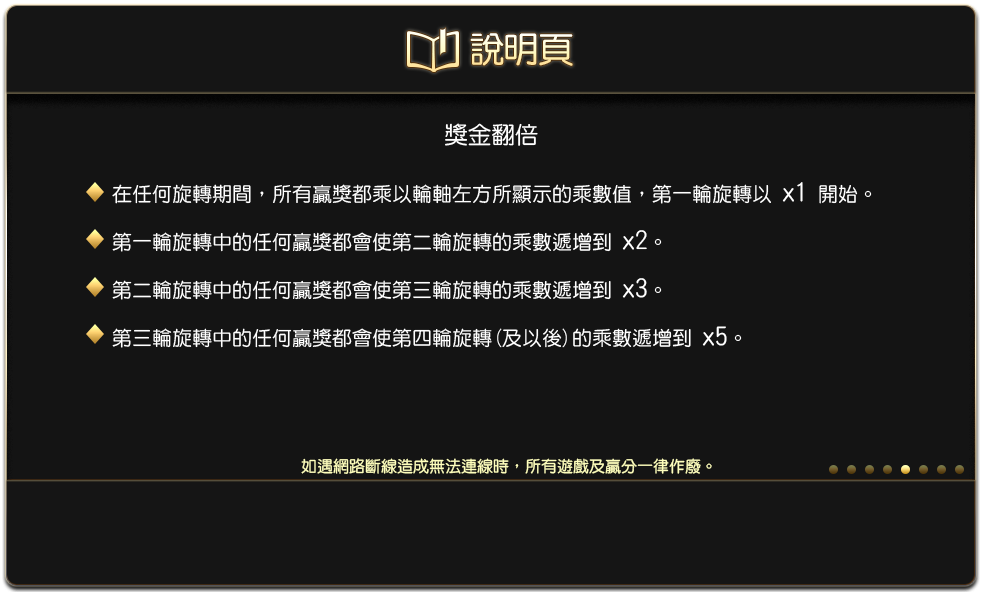 說明頁
獎金翻倍
在任何旋轉期間，所有贏獎都乘以輪軸左方所顯示的乘數值，第一輪旋轉以 x1 開始。
第一輪旋轉中的任何贏獎都會使第二輪旋轉的乘數遞增到 x2。
第二輪旋轉中的任何贏獎都會使第三輪旋轉的乘數遞增到 x3。
第三輪旋轉中的任何贏獎都會使第四輪旋轉(及以後)的乘數遞增到 x5。
如遇網路斷線造成無法連線時，所有遊戲及贏分一律作廢。